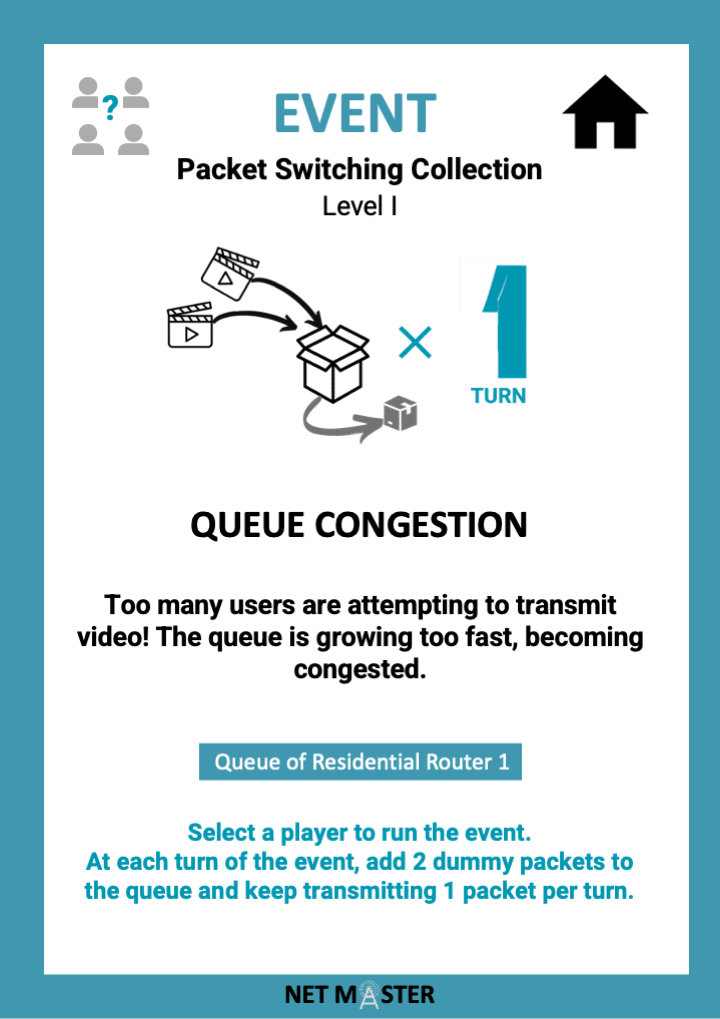 ?
EVENT
Packet Switching Collection
Level I
× 1
TURN
QUEUE CONGESTION
Too many users are attempting to transmit
video! The queue is growing too fast, becoming
congested.
Queue of Residential Router 1
Select a player to run the event.
At each turn of the event, add 2 dummy packets to
the queue and keep transmitting 1 packet per turn.
NET MASTER